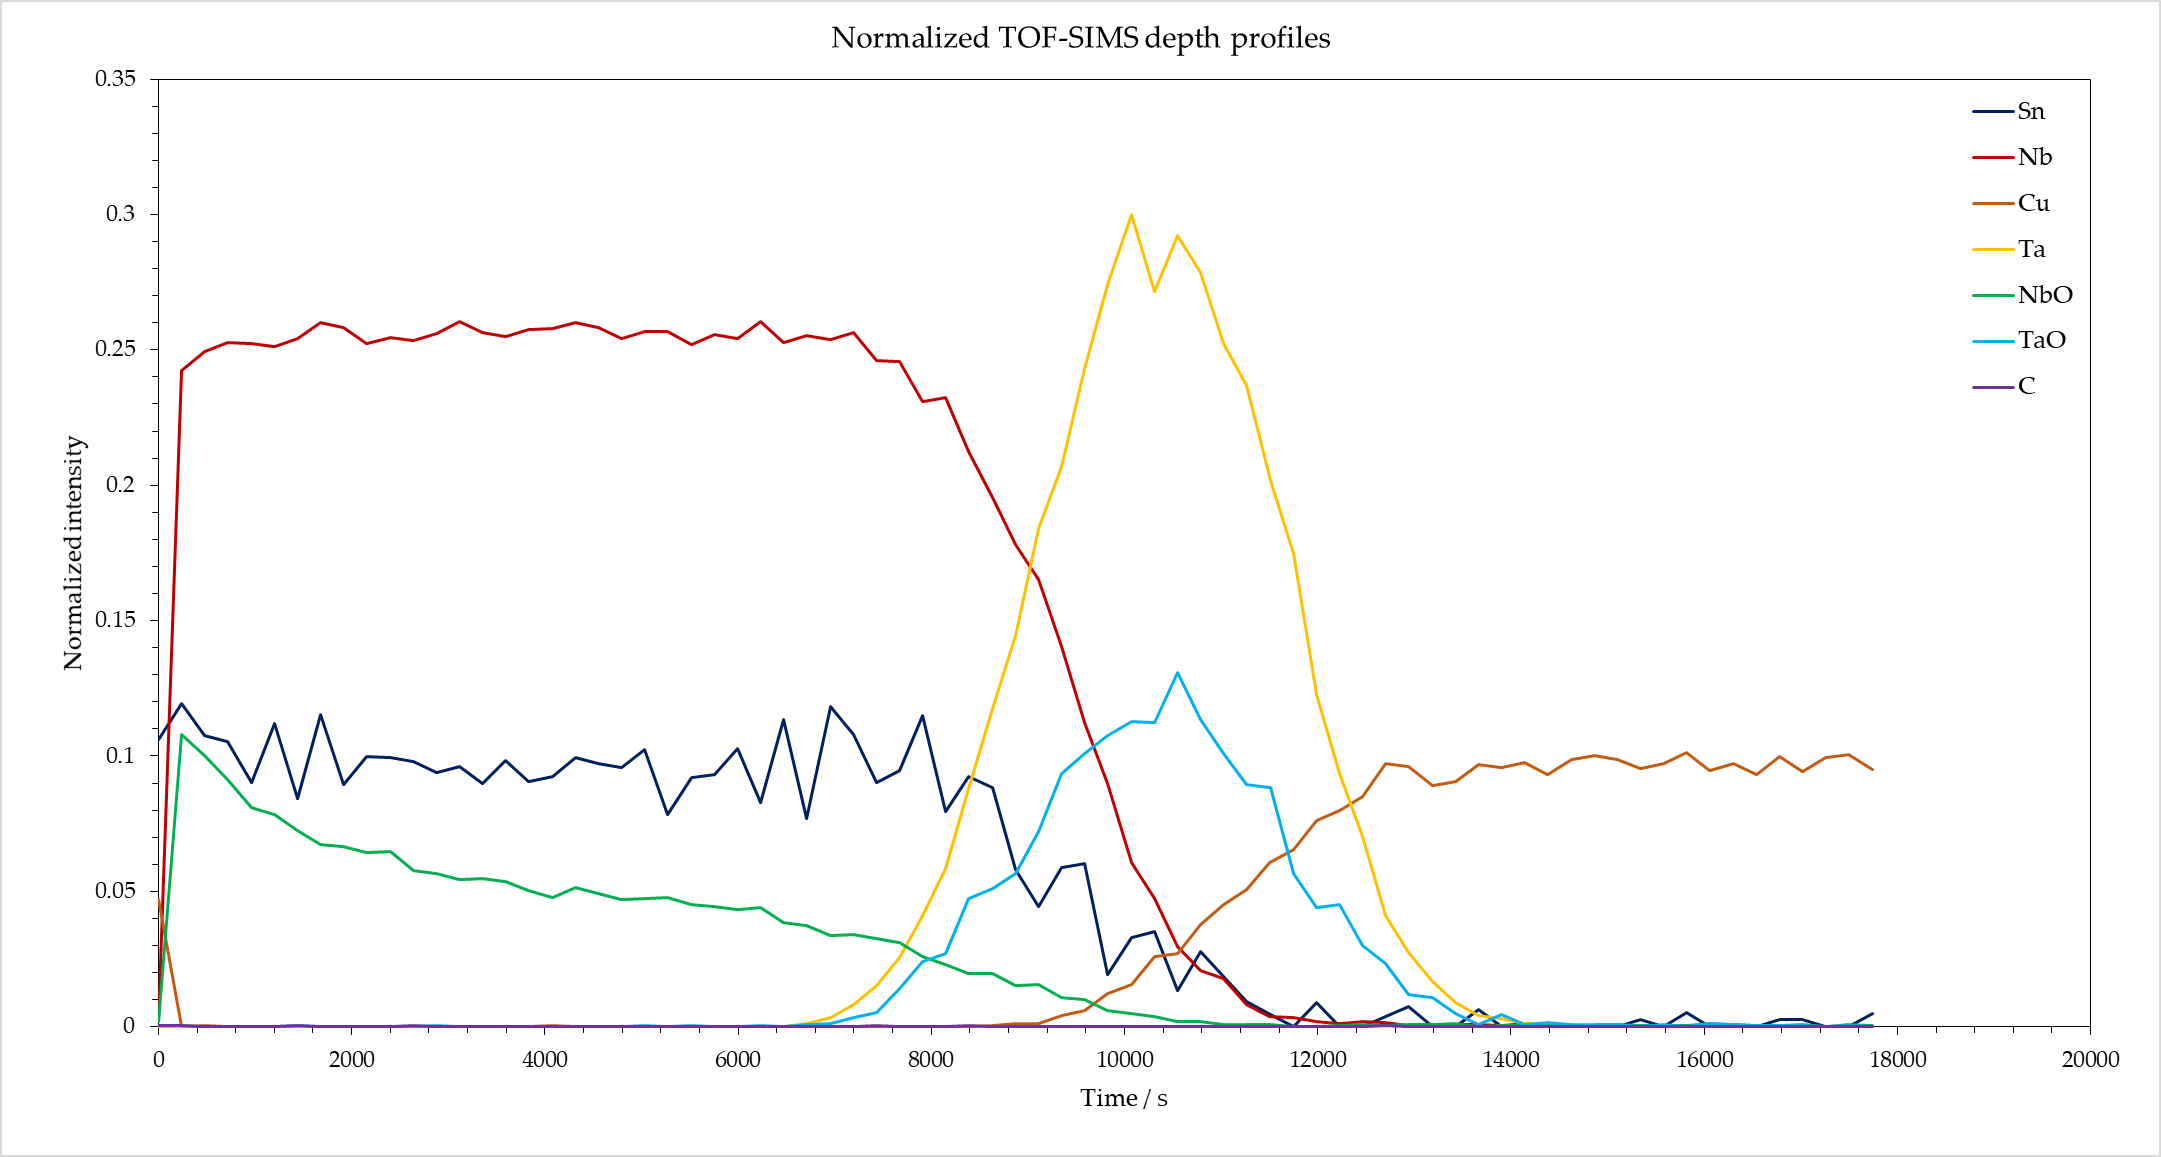 Normalized TOF-SIMS depth profiles
0.35
0.3
0.25
0.2
0.15
0.1
0.05
0
Normalized intensity
Sn
Nb
Cu
Ta
NbO
TaO
C
0 2000 4000 6000 8000 10000 12000 14000 16000 18000 20000
Time / s